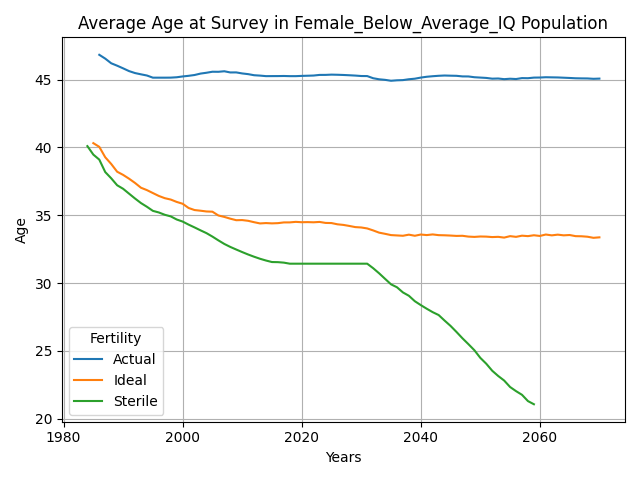 Average Age at Survey in Female_Below_Average_IQ Population
Age
45
40
35
30
25
20
Fertility
Actual
Ideal
Sterile
1980
2000
2020
2040
2060
Years